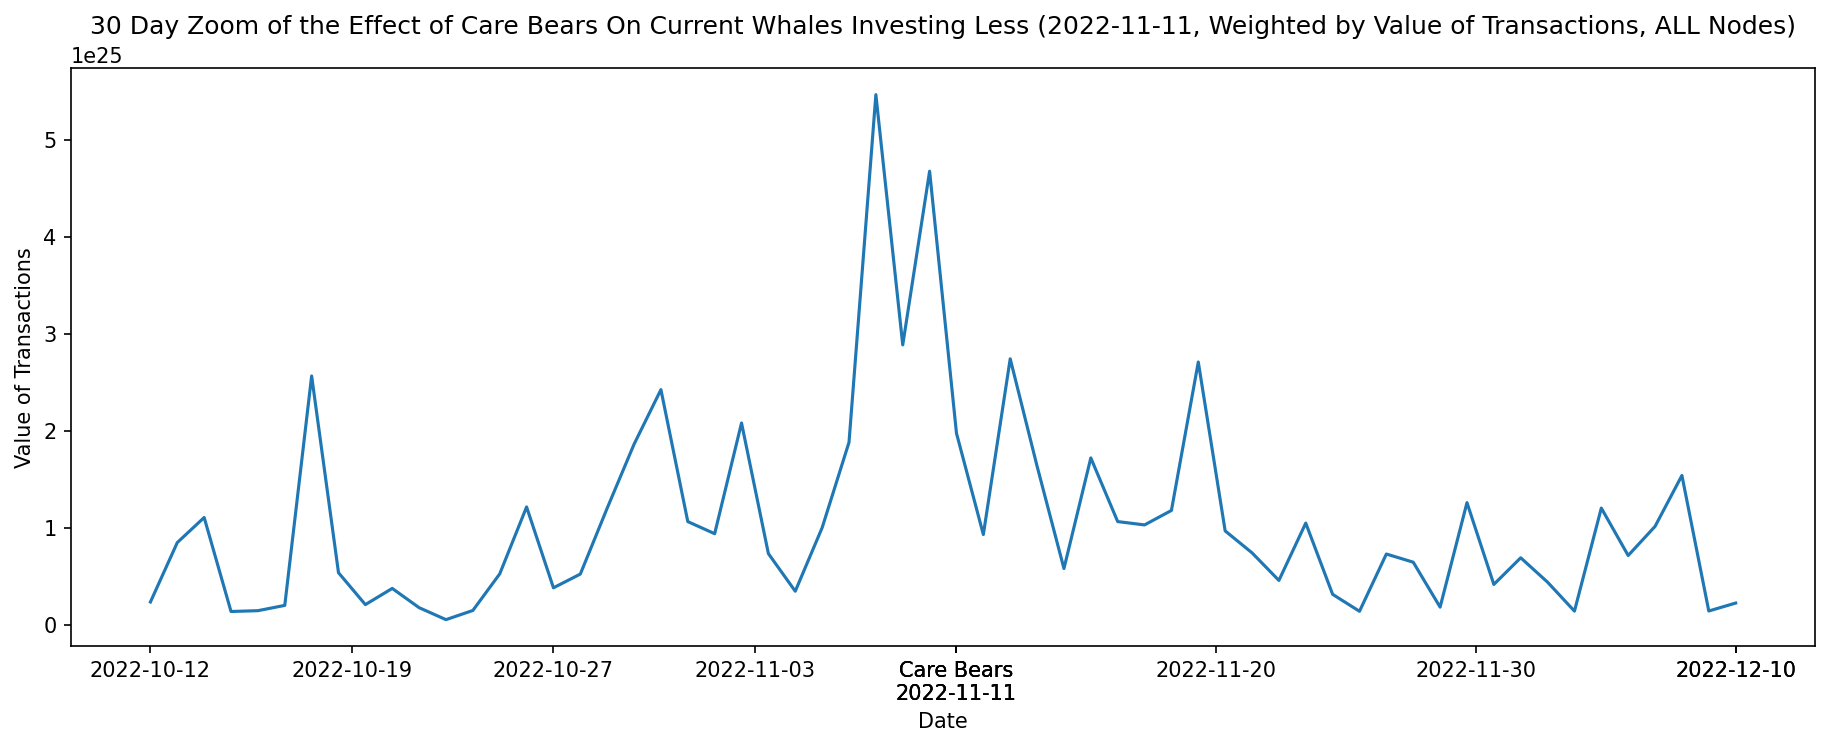 30 Day Zoom of the Effect of Care Bears On Current Whales Investing Less (2022-11-11, Weighted by Value of Transactions, ALL Nodes)
1e25
5
4
3
2
1
0
Value of Transactions
2022-10-12 2022-10-19 2022-10-27 2022-11-03 Care Bears 2022-11-20 2022-11-30 2022-12-10
2022-11-11
Date